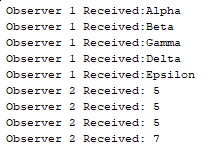 Observer 1 Received:Alpha
Observer 1 Received:Beta
Observer 1 Received:Gamma
Observer 1 Received:Delta
Observer 1 Received:Epsilon
Observer 2 Received: 5
Observer 2 Received: 5
Observer 2 Received: 5
Observer 2 Received: 7